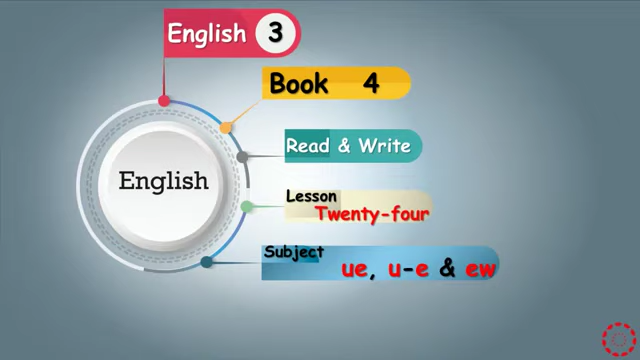 English 3
Book 4
Read & Write
English
Lesson
Twenty-four
Subject
ue, u-e & ew